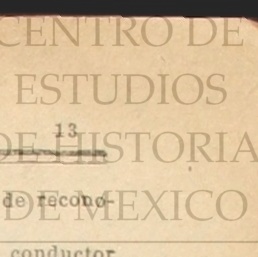 CENTRO DE
ESTUDIOS
13
DE HISTORIA
de recono-
DE MEXICO
conductor